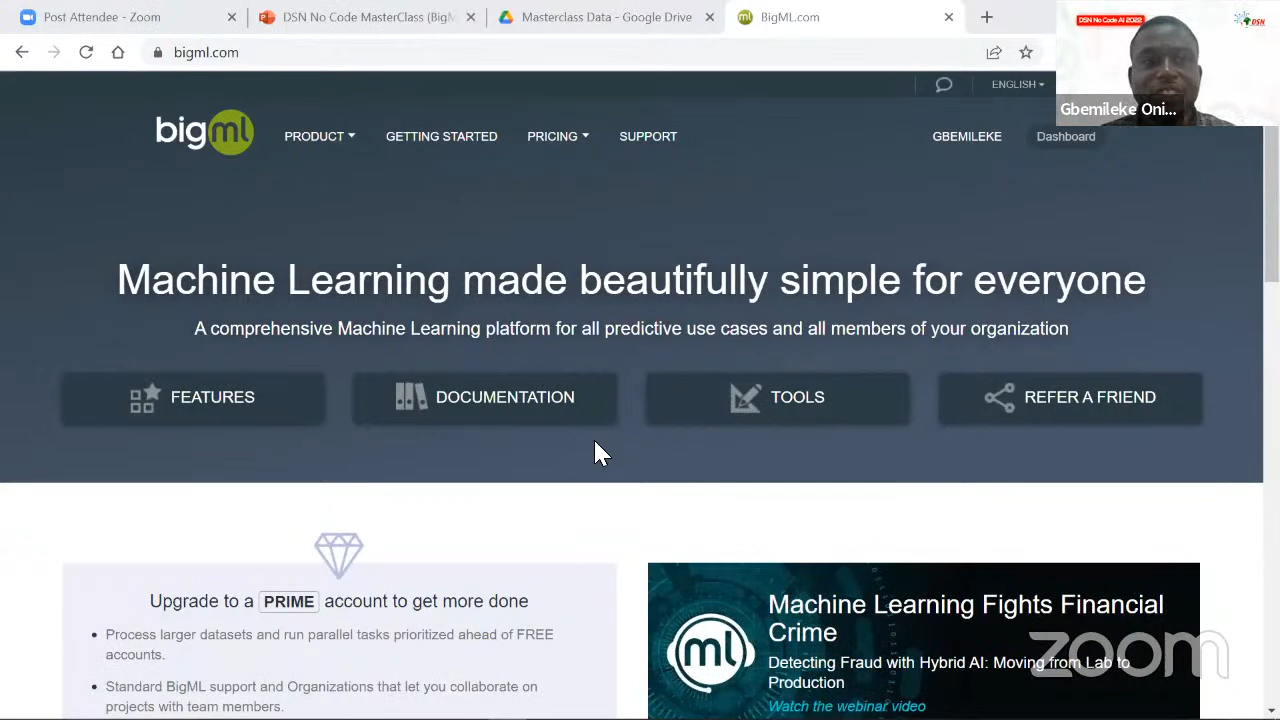 Post Attendee - Zoom
DSN No Code MasterClass (Big
Masterclass Data - Google Drive
BigML.com
bigml.com
DSN No Code AI 2022
DSN
Gbemileke Oni...
ENGLISH
bigml
PRODUCT
GETTING STARTED
PRICING
SUPPORT
GBEMILEKE
Dashboard
Machine Learning made beautifully simple for everyone
A comprehensive Machine Learning platform for all predictive use cases and all members of your organization
FEATURES
DOCUMENTATION
TOOLS
REFER A FRIEND
Upgrade to a PRIME account to get more done
Process larger datasets and run parallel tasks prioritized ahead of FREE
accounts.
Standard BigML support and Organizations that let you collaborate on
projects with team members.
ml
Machine Learning Fights Financial
Crime
Detecting Fraud with Hybrid AI: Moving from Lab to
Production
Watch the webinar video
zoom